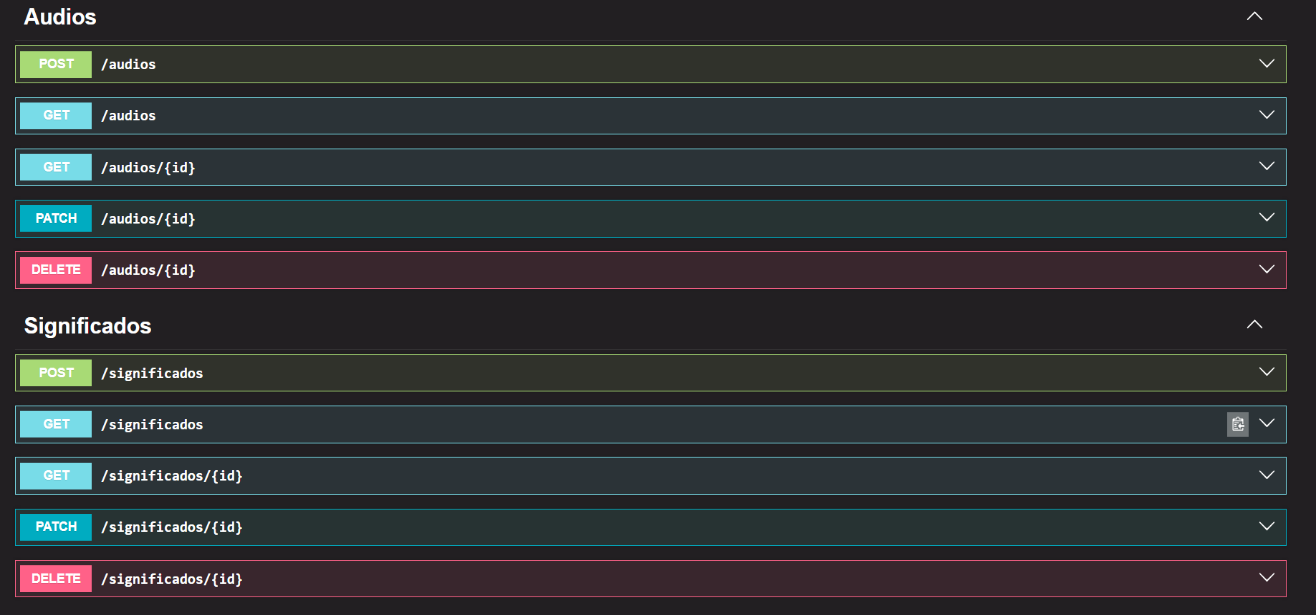 Audios
POST /audios
GET /audios
GET /audios/{id}
PATCH /audios/{id}
DELETE /audios/{id}
Significados
POST /significados
GET /significados
GET /significados/{id}
PATCH /significados/{id}
DELETE /significados/{id}